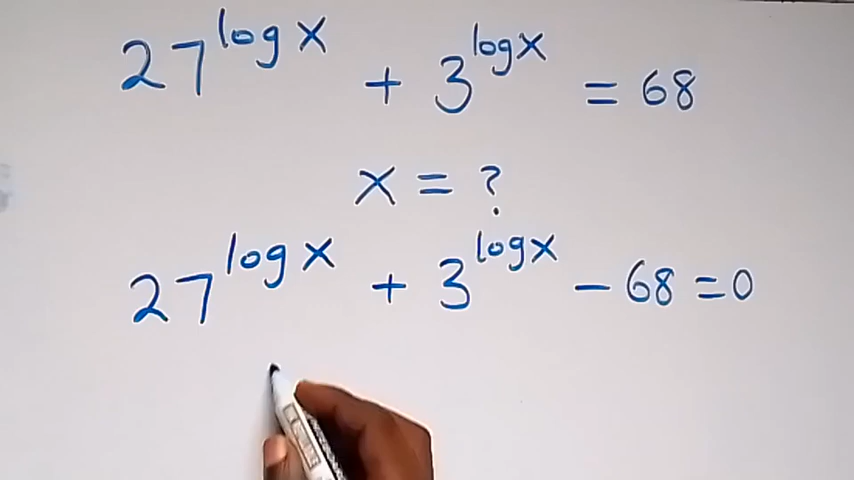 27^{log x} + 3^{log x} = 68
x = ?
27^{log x} + 3^{log x} - 68 = 0